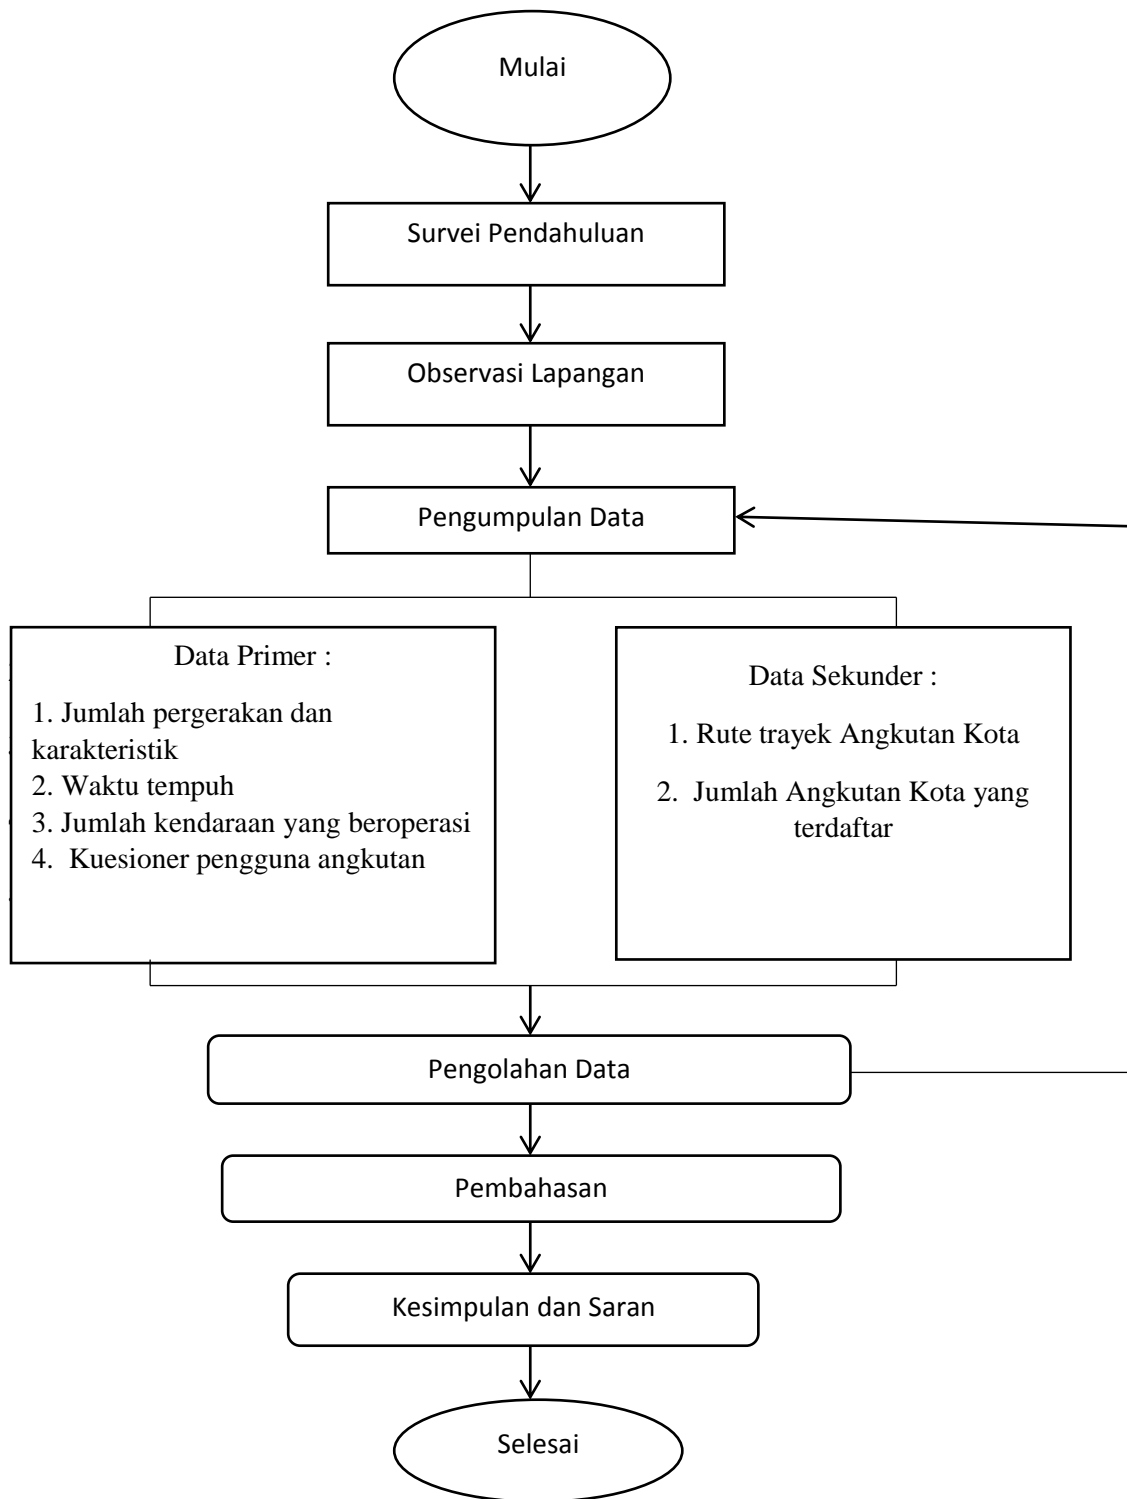 Mulai
Survei Pendahuluan
Observasi Lapangan
Pengumpulan Data
Data Primer :
1. Jumlah pergerakan dan
karakteristik
2. Waktu tempuh
3. Jumlah kendaraan yang beroperasi
4. Kuesioner pengguna angkutan
Data Sekunder :
1. Rute trayek Angkutan Kota
2. Jumlah Angkutan Kota yang
terdaftar
Pengolahan Data
Pembahasan
Kesimpulan dan Saran
Selesai